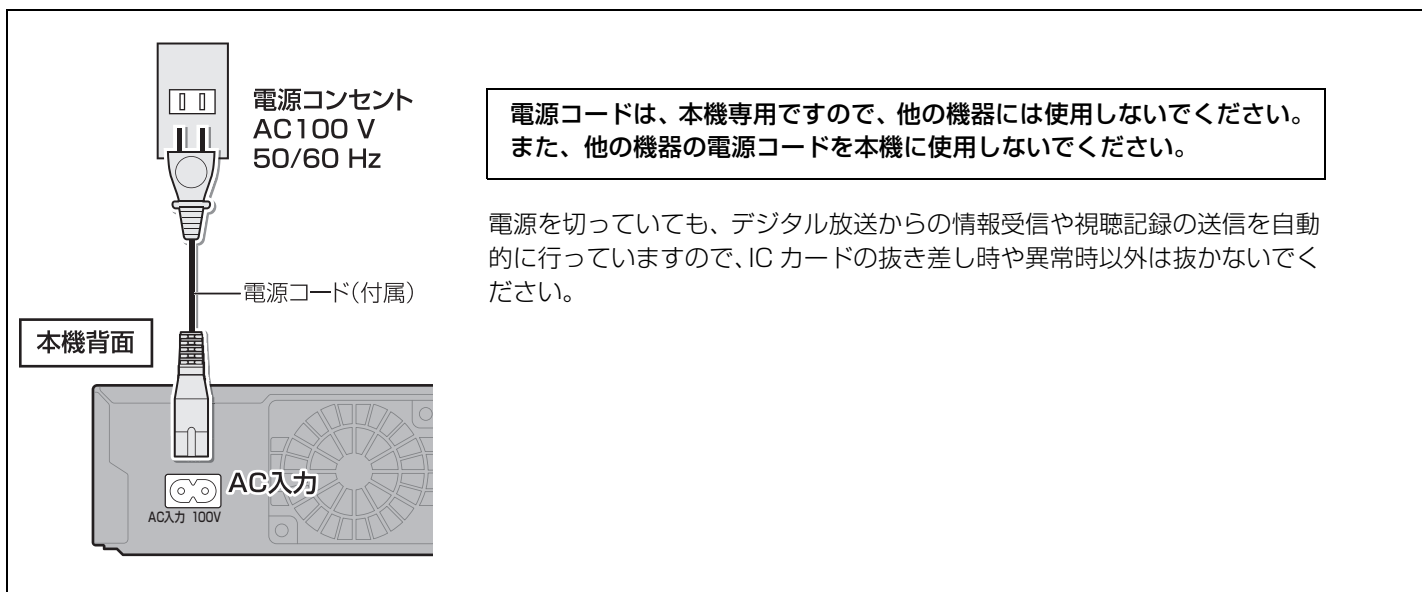 電源コンセント
AC100 V
50/60 Hz
電源コード（付属）
本機背面
AC入力
AC入力 100V
電源コードは、本機専用ですので、他の機器には使用しないでください。
また、他の機器の電源コードを本機に使用しないでください。
電源を切っていても、デジタル放送からの情報受信や視聴記録の送信を自動
的に行っていますので、IC カードの抜き差し時や異常時以外は抜かないでく
ださい。